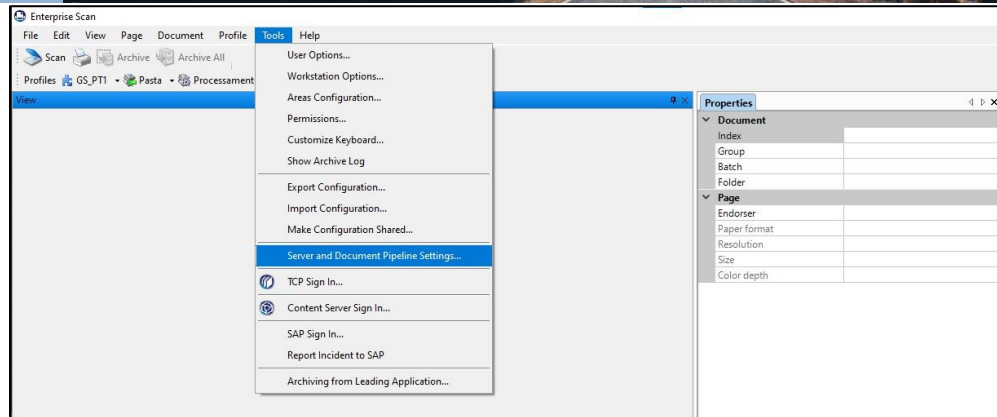 Enterprise Scan
File Edit View Page Document Profile Tools Help
Scan Archive Archive All
Profiles GS_PT1 Pasta Processament
View
User Options...
Workstation Options...
Areas Configuration...
Permissions...
Customize Keyboard...
Show Archive Log
Export Configuration...
Import Configuration...
Make Configuration Shared...
Server and Document Pipeline Settings...
TCP Sign In...
Content Server Sign In...
SAP Sign In...
Report Incident to SAP
Archiving from Leading Application...
Properties
Document
Index
Group
Batch
Folder
Page
Endorser
Paper format
Resolution
Size
Color depth